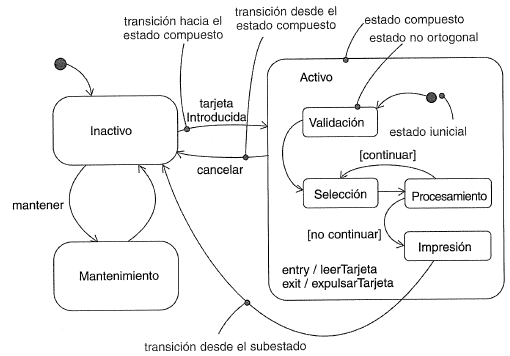 transición hacia el
estado compuesto
transición desde el
estado compuesto
estado compuesto
estado no ortogonal
Activo
tarjeta
Introducida
Inactivo
Validación
estado iunicial
cancelar
[continuar]
mantener
Selección
Procesamiento
[no continuar]
Impresión
Mantenimiento
entry / leerTarjeta
exit / expulsarTarjeta
transición desde el subestado